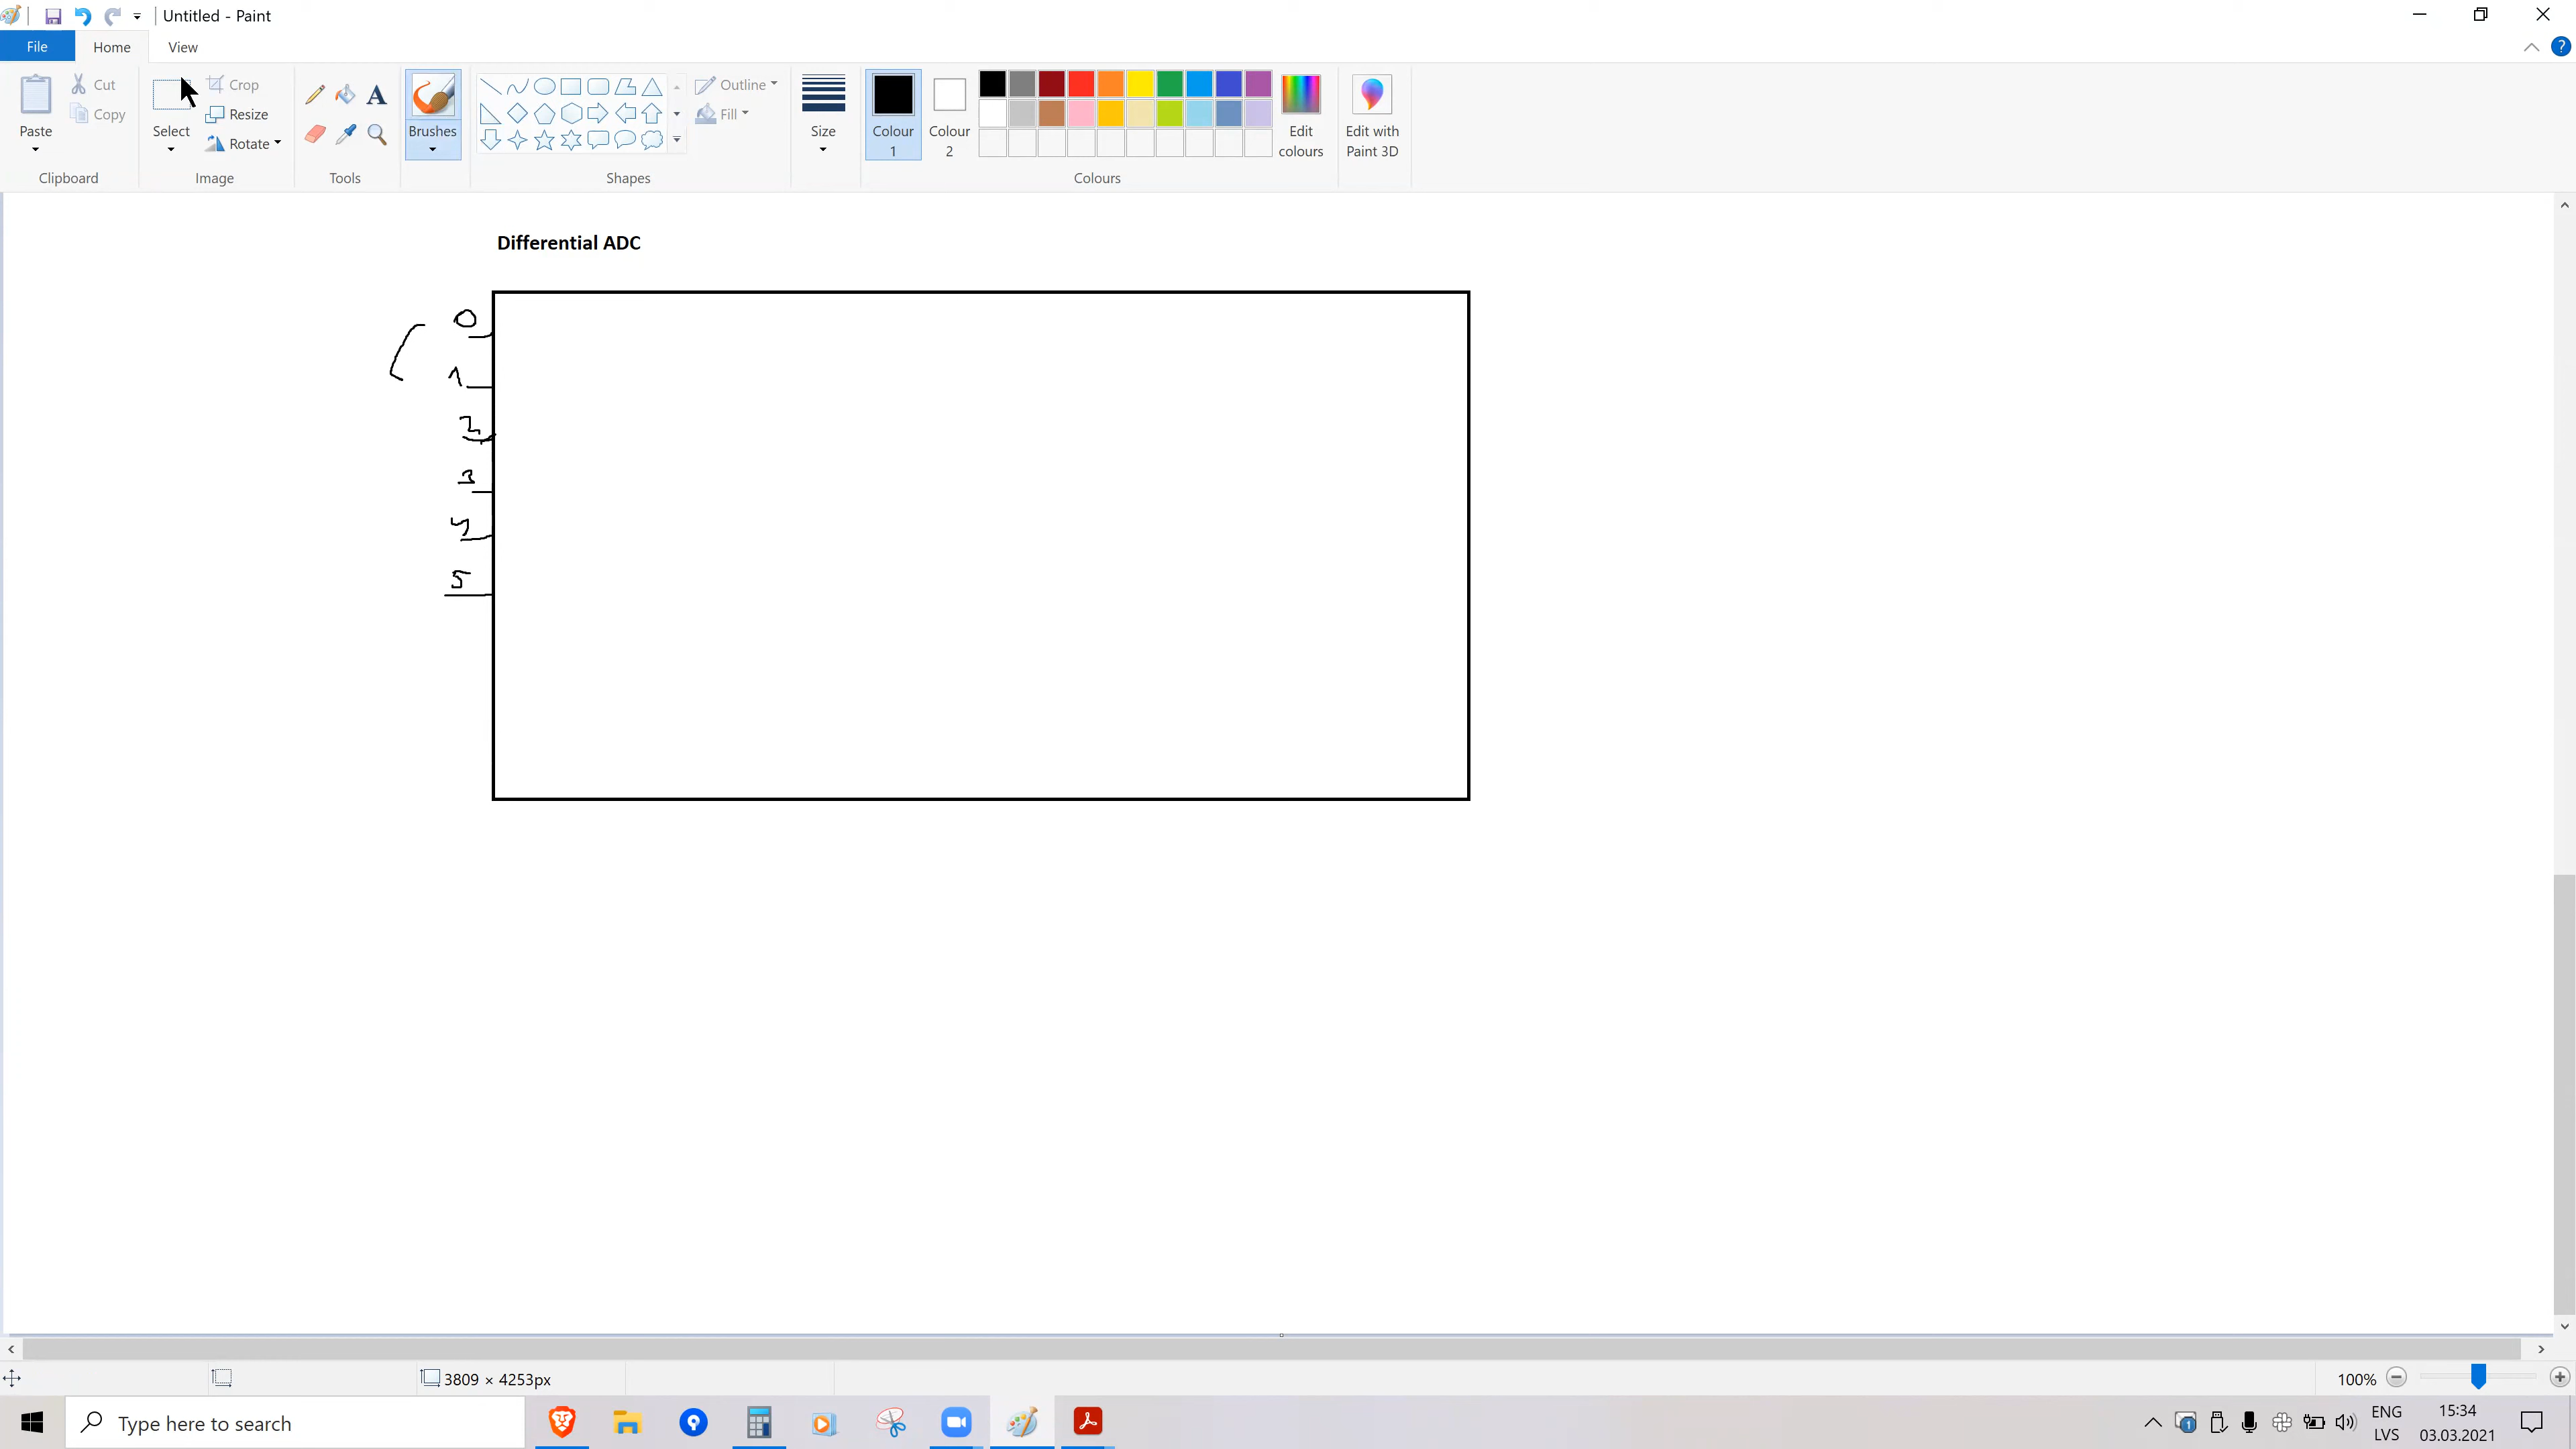 Untitled - Paint
File Home View
Paste
Cut
Copy
Clipboard
Select
Crop
Resize
Rotate
Image
Tools
Brushes
Outline
Fill
Shapes
Size
Colour 1
Colour 2
Edit colours
Colours
Edit with Paint 3D
Differential ADC
0
1
2
3
4
5
3809 × 4253px
100%
Type here to search
1
ENG
LVS
15:34
03.03.2021